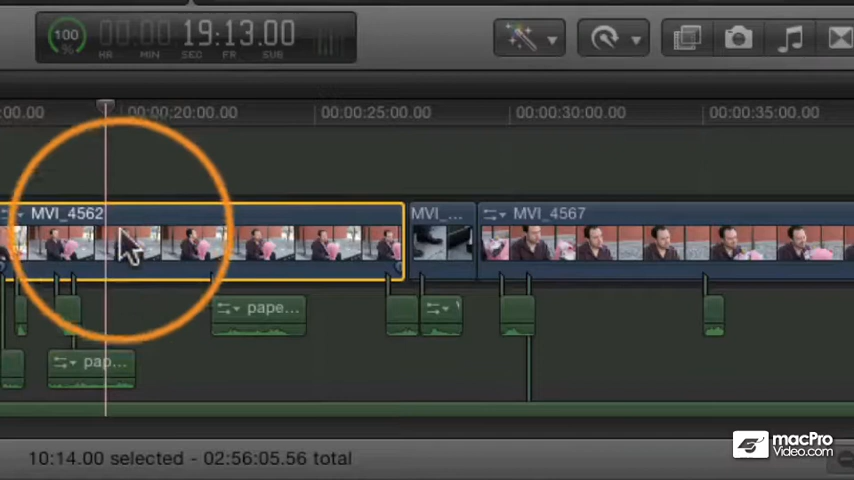 100
%
00:00:19:13.00
HR MIN SEC FR SUB
:00.00 00:00:20:00.00 00:00:25:00.00 00:00:30:00.00 00:00:35:00.00
MVI_4562 MVI_... MVI_4567
pape...
pap...
10:14.00 selected - 02:56:05.56 total
macPro
Video.com